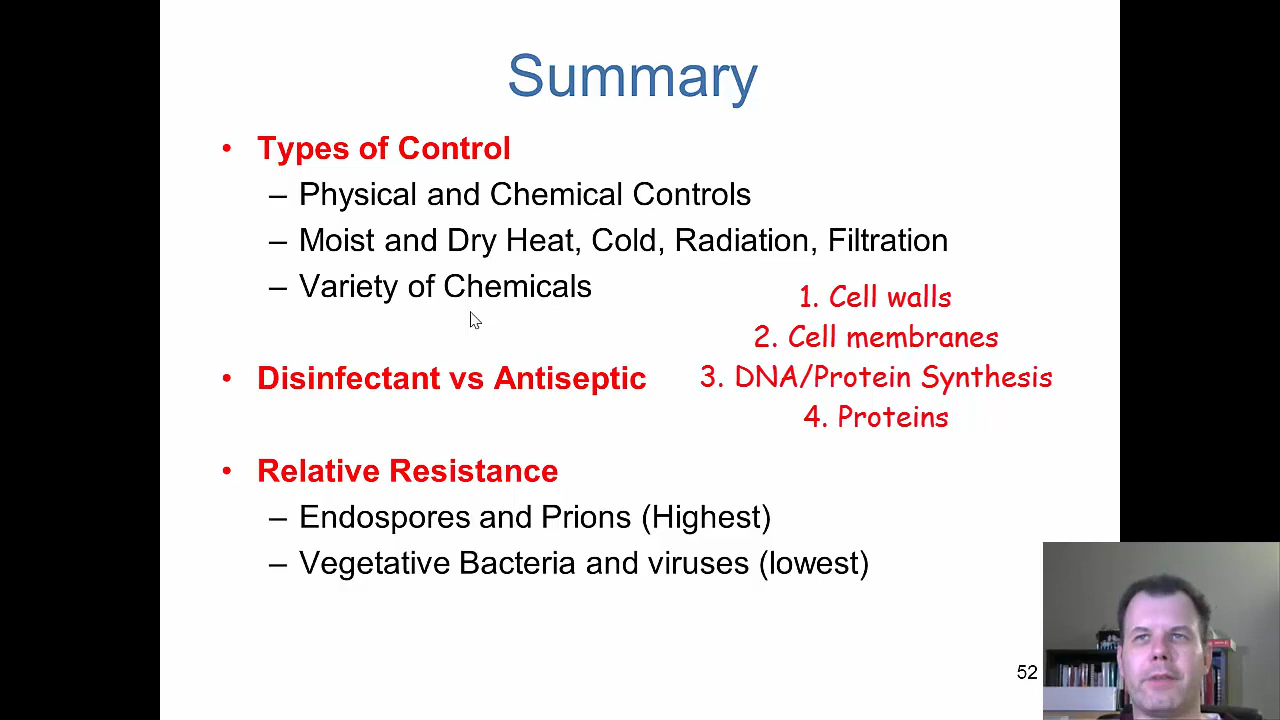 Summary
• Types of Control
– Physical and Chemical Controls
– Moist and Dry Heat, Cold, Radiation, Filtration
– Variety of Chemicals
1. Cell walls
2. Cell membranes
3. DNA/Protein Synthesis
4. Proteins
• Disinfectant vs Antiseptic
• Relative Resistance
– Endospores and Prions (Highest)
– Vegetative Bacteria and viruses (lowest)
52